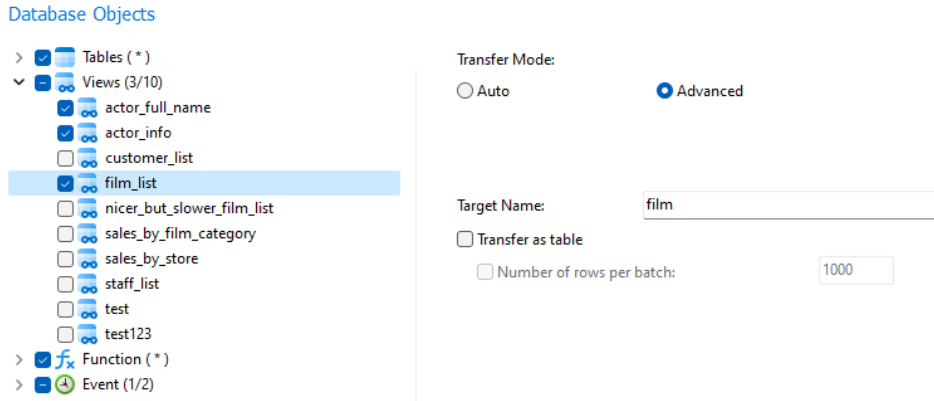 Database Objects
Tables ( * )
Views (3/10)
actor_full_name
actor_info
customer_list
film_list
nicer_but_slower_film_list
sales_by_film_category
sales_by_store
staff_list
test
test123
Function ( * )
Event (1/2)
Transfer Mode:
Auto Advanced
Target Name: film
Transfer as table
Number of rows per batch: 1000